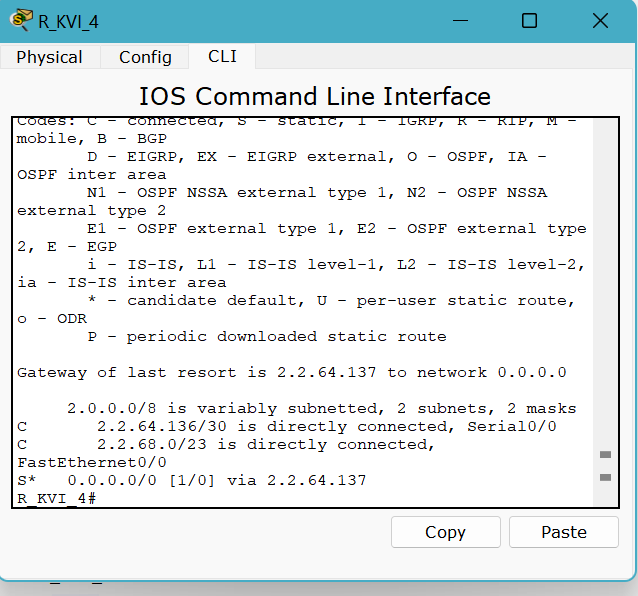 R_KVI_4
Physical Config CLI
IOS Command Line Interface
Codes: C - connected, S - static, I - IGRP, R - RIP, M -
mobile, B - BGP
D - EIGRP, EX - EIGRP external, O - OSPF, IA -
OSPF inter area
N1 - OSPF NSSA external type 1, N2 - OSPF NSSA
external type 2
E1 - OSPF external type 1, E2 - OSPF external type
2, E - EGP
i - IS-IS, L1 - IS-IS level-1, L2 - IS-IS level-2,
ia - IS-IS inter area
* - candidate default, U - per-user static route,
o - ODR
P - periodic downloaded static route
Gateway of last resort is 2.2.64.137 to network 0.0.0.0
2.0.0.0/8 is variably subnetted, 2 subnets, 2 masks
C 2.2.64.136/30 is directly connected, Serial0/0
C 2.2.68.0/23 is directly connected,
FastEthernet0/0
S* 0.0.0.0/0 [1/0] via 2.2.64.137
R_KVI_4#
Copy Paste